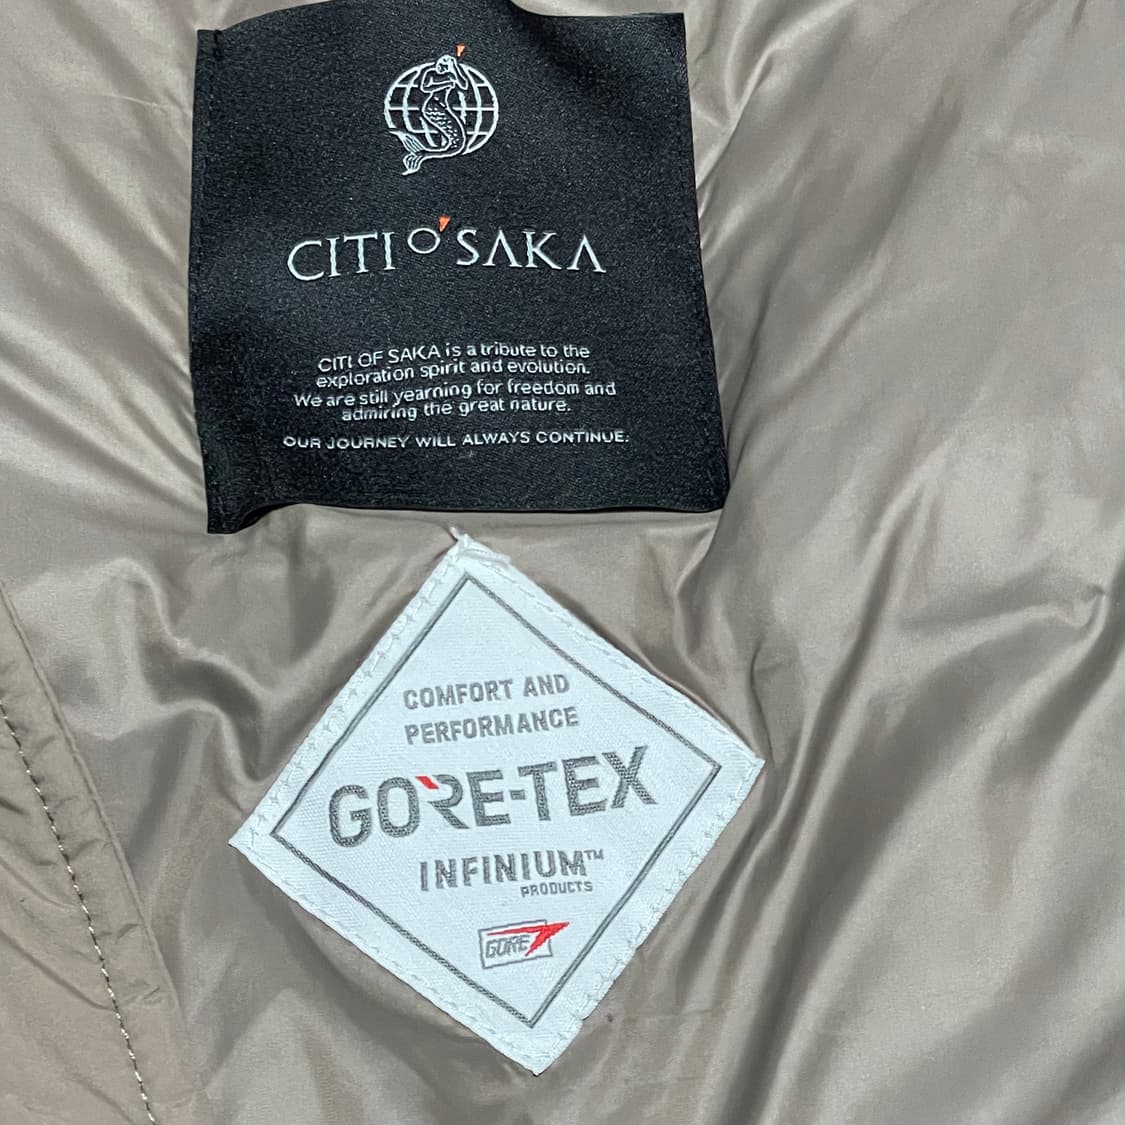 CITI O'SAKA
CITI OF SAKA is a tribute to the
exploration spirit and evolution.
We are still yearning for freedom and
admiring the great nature.
OUR JOURNEY WILL ALWAYS CONTINUE.
COMFORT AND
PERFORMANCE
GORE-TEX
INFINIUM™
PRODUCTS
GORE